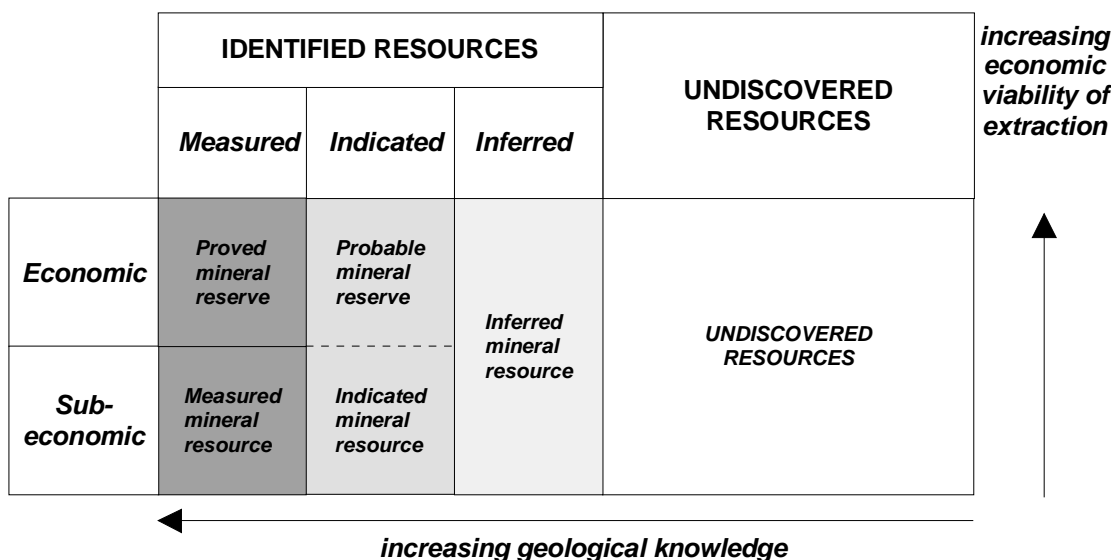 IDENTIFIED RESOURCES
UNDISCOVERED
RESOURCES
increasing
economic
viability of
extraction
Measured
Indicated
Inferred
Economic
Proved
mineral
reserve
Probable
mineral
reserve
Inferred
mineral
resource
UNDISCOVERED
RESOURCES
Sub-
economic
Measured
mineral
resource
Indicated
mineral
resource
increasing geological knowledge